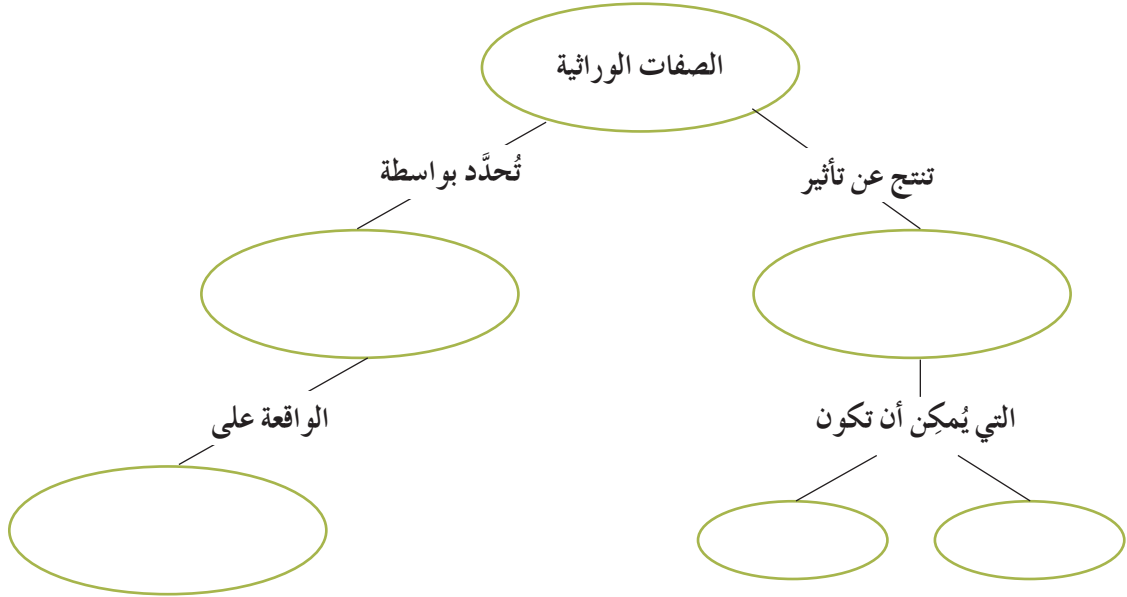 الصفات الوراثية
تنتج عن تأثير
تُحدَّد بواسطة
التي يُمكِن أن تكون
الواقعة على